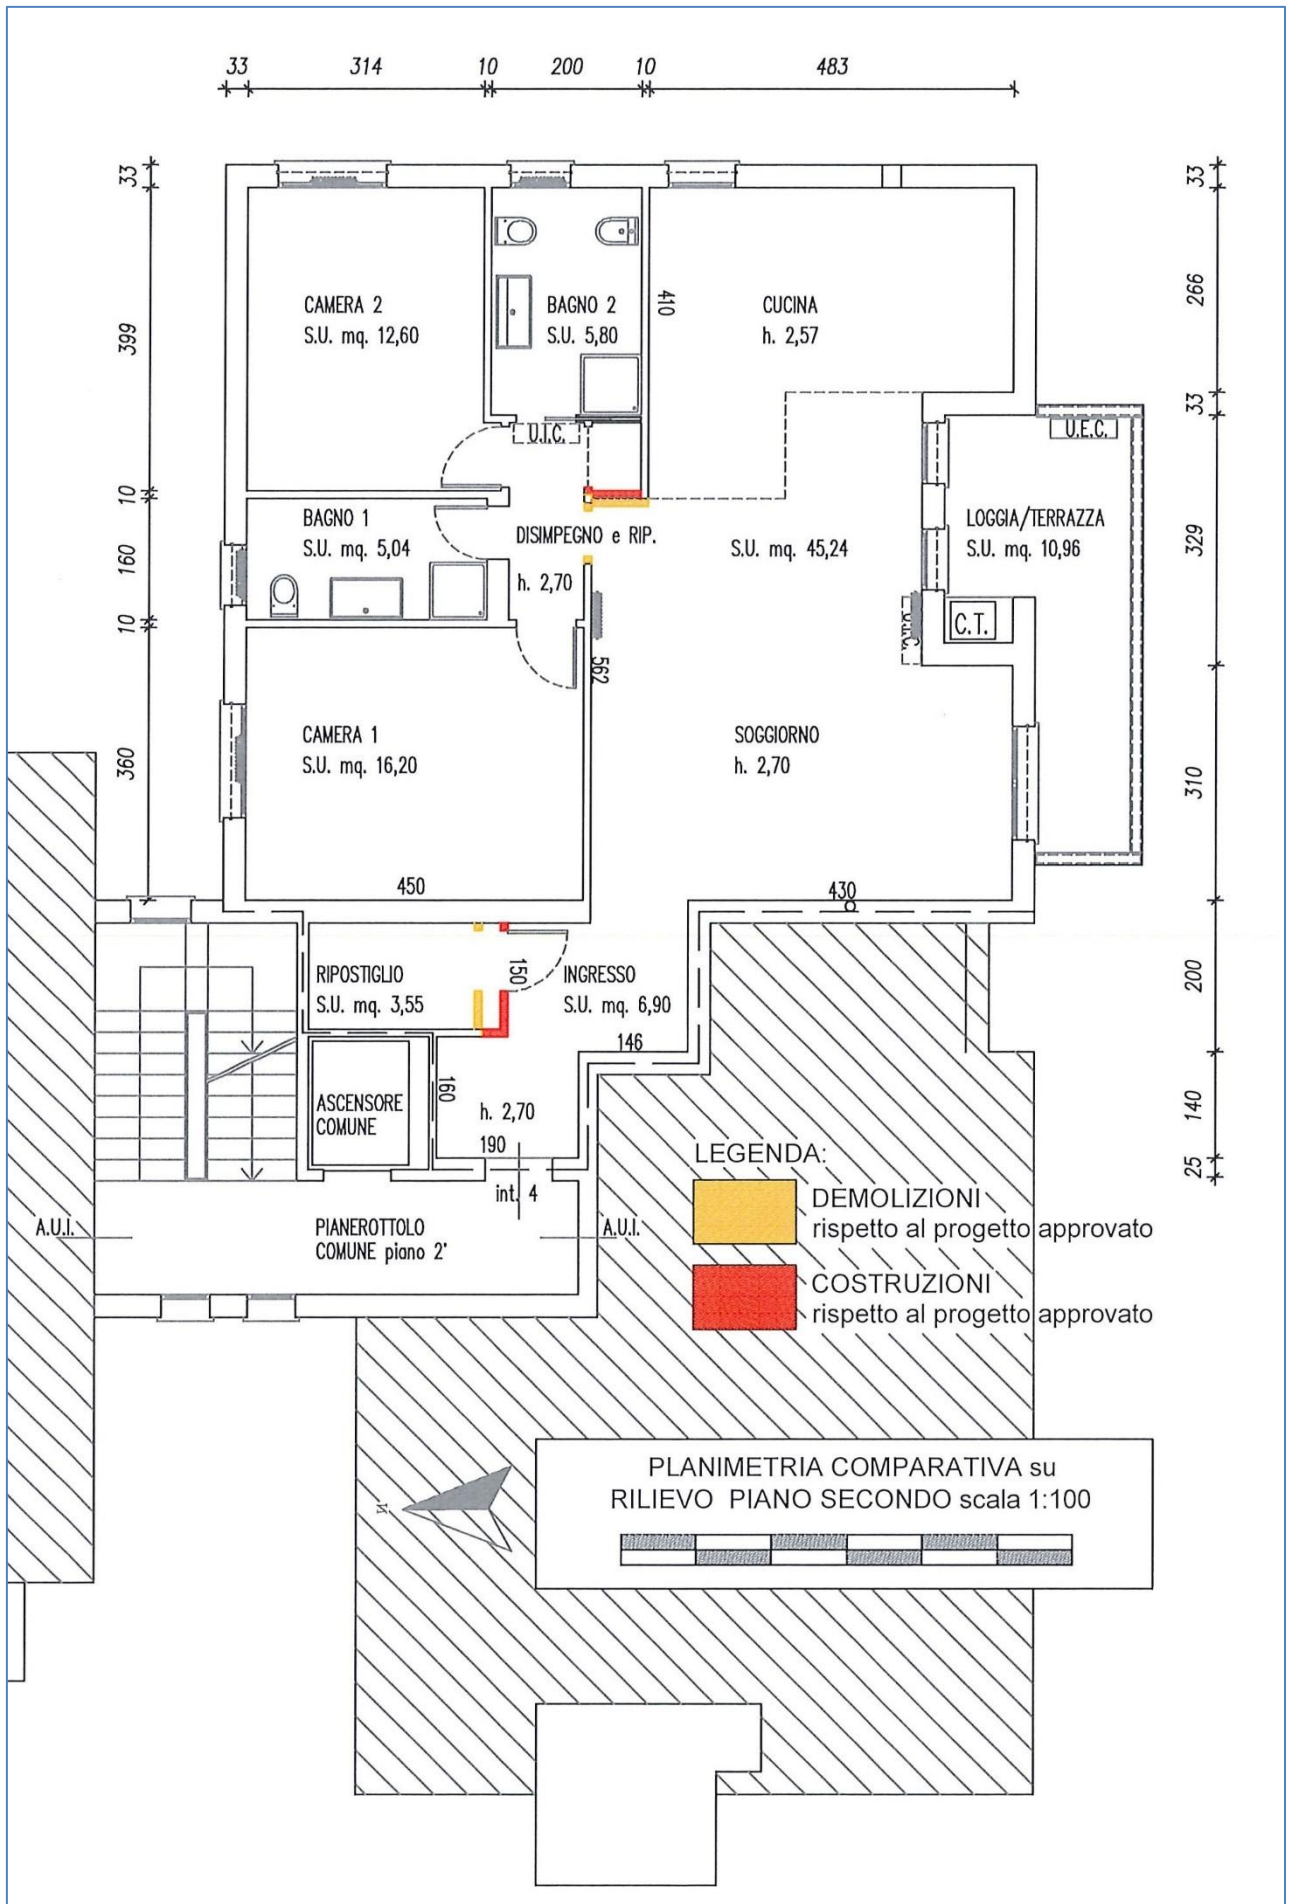 33 314 10 200 10 483
33
399
10
160
10
360
33
266
33
329
310
200
140
25
CAMERA 2
S.U. mq. 12,60
BAGNO 2
S.U. 5,80
410
CUCINA
h. 2,57
U.I.C.
U.E.C.
BAGNO 1
S.U. mq. 5,04
DISIMPEGNO e RIP.
h. 2,70
S.U. mq. 45,24
LOGGIA/TERRAZZA
S.U. mq. 10,96
C.T.
562
CAMERA 1
S.U. mq. 16,20
SOGGIORNO
h. 2,70
450
430
RIPOSTIGLIO
S.U. mq. 3,55
150
INGRESSO
S.U. mq. 6,90
146
160
ASCENSORE
COMUNE
h. 2,70
190
int. 4
A.U.I.
PIANEROTTOLO
COMUNE piano 2'
A.U.I.
LEGENDA:
DEMOLIZIONI
rispetto al progetto approvato
COSTRUZIONI
rispetto al progetto approvato
PLANIMETRIA COMPARATIVA su
RILIEVO PIANO SECONDO scala 1:100
N